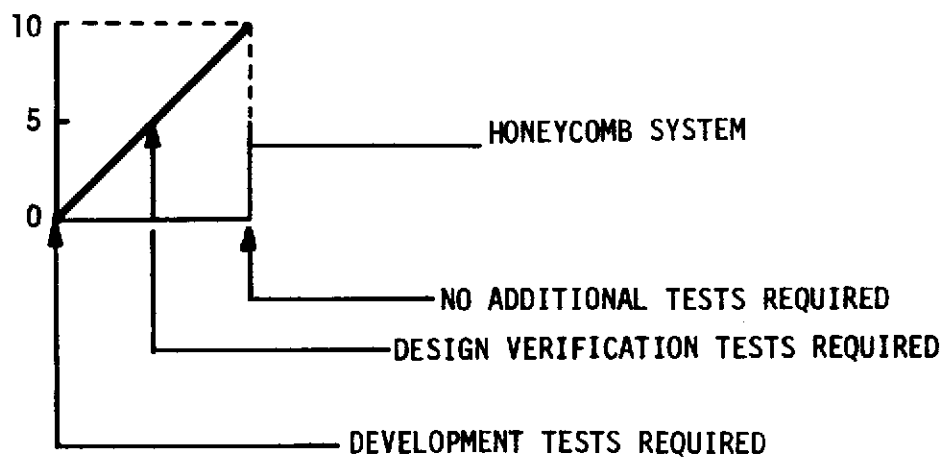 10
5
0
HONEYCOMB SYSTEM
NO ADDITIONAL TESTS REQUIRED
DESIGN VERIFICATION TESTS REQUIRED
DEVELOPMENT TESTS REQUIRED